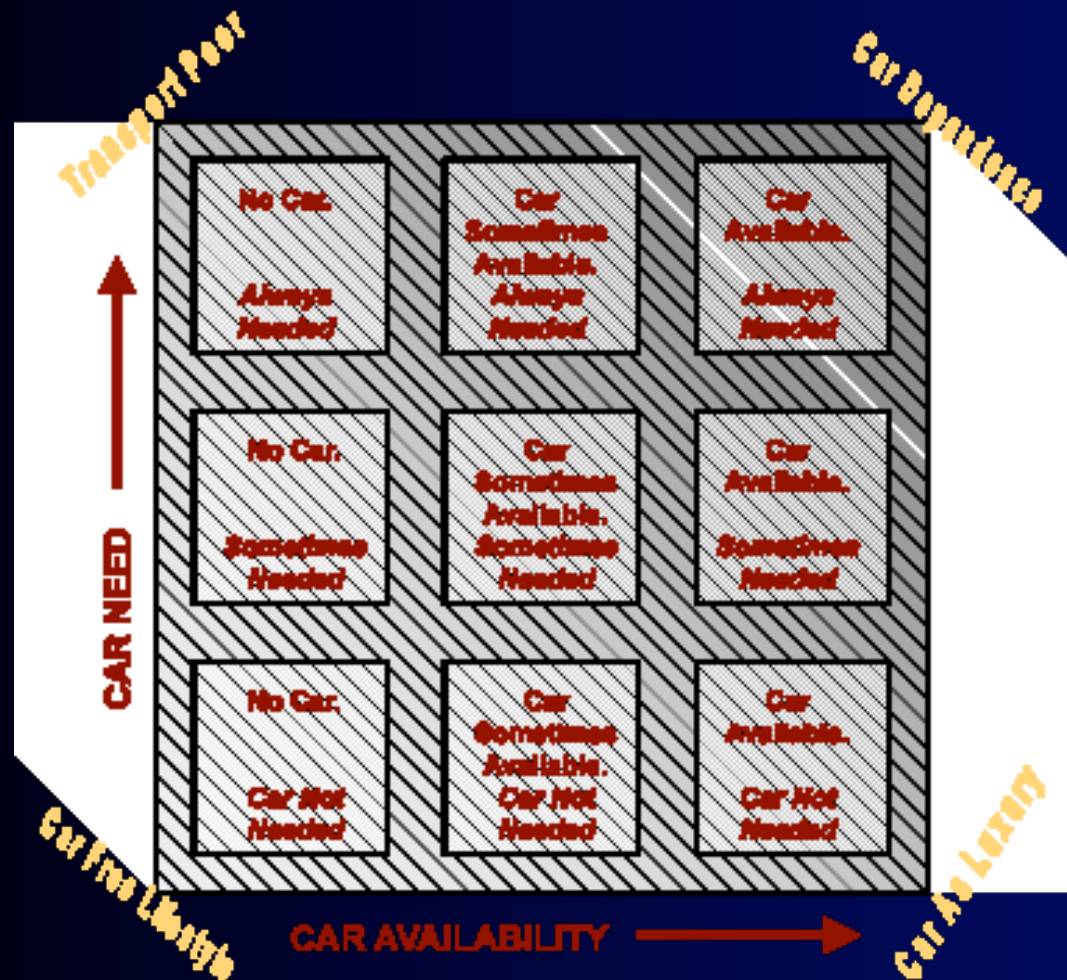 Transport Poor
Car Dependence
No Car.
Always
Needed
Car
Sometimes
Available.
Always
Needed
Car
Available.
Always
Needed
No Car.
Sometimes
Needed
Car
Sometimes
Available.
Sometimes
Needed
Car
Available.
Sometimes
Needed
No Car.
Car Not
Needed
Car
Sometimes
Available.
Car Not
Needed
Car
Available.
Car Not
Needed
CAR NEED
Car Free Lifestyle
CAR AVAILABILITY
Car As Luxury